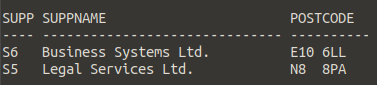 SUPP SUPPNAME                       POSTCODE
---- ------------------------------ ----------
S6   Business Systems Ltd.          E10 6LL
S5   Legal Services Ltd.            N8  8PA